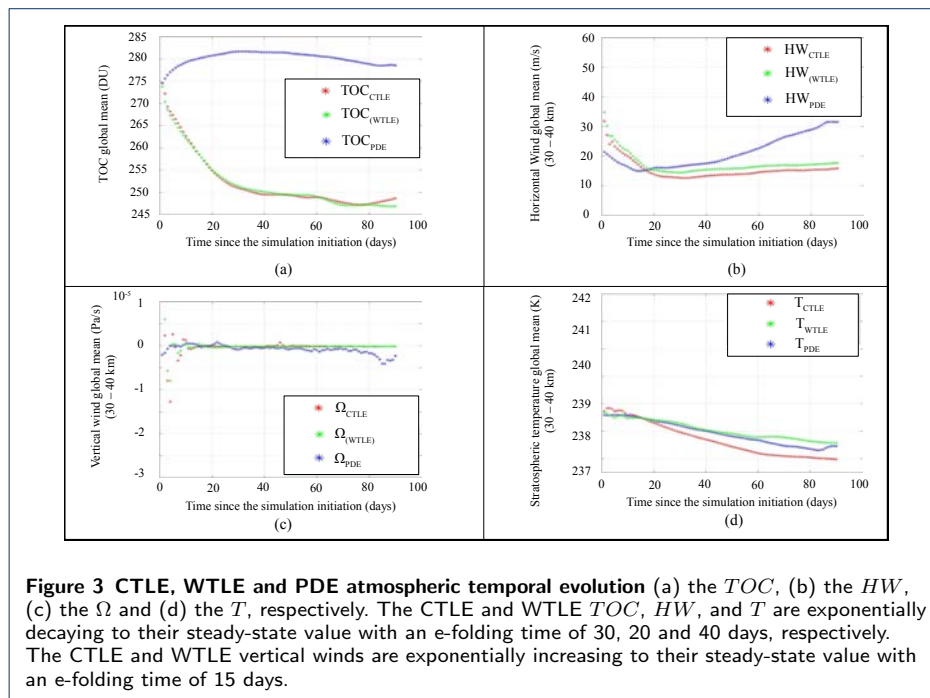 285
280
275
270
265
260
255
250
245
TOC global mean (DU)
TOC_CTLE
TOC_(WTLE)
TOC_PDE
0 20 40 60 80 100
Time since the simulation initiation (days)
(a)
60
50
40
30
20
10
0
Horizontal Wind global mean (m/s)
(30 – 40 km)
HW_CTLE
HW_(WTLE)
HW_PDE
0 20 40 60 80 100
Time since the simulation initiation (days)
(b)
10^-5
1
0
-1
-2
-3
Vertical wind global mean (Pa/s)
(30 – 40 km)
Ω_CTLE
Ω_(WTLE)
Ω_PDE
0 20 40 60 80 100
Time since the simulation initiation (days)
(c)
242
241
240
239
238
237
Stratospheric temperature global mean (K)
(30 – 40 km)
T_CTLE
T_WTLE
T_PDE
0 20 40 60 80 100
Time since the simulation initiation (days)
(d)
Figure 3 CTLE, WTLE and PDE atmospheric temporal evolution (a) the TOC, (b) the HW,
(c) the Ω and (d) the T, respectively. The CTLE and WTLE TOC, HW, and T are exponentially
decaying to their steady-state value with an e-folding time of 30, 20 and 40 days, respectively.
The CTLE and WTLE vertical winds are exponentially increasing to their steady-state value with
an e-folding time of 15 days.